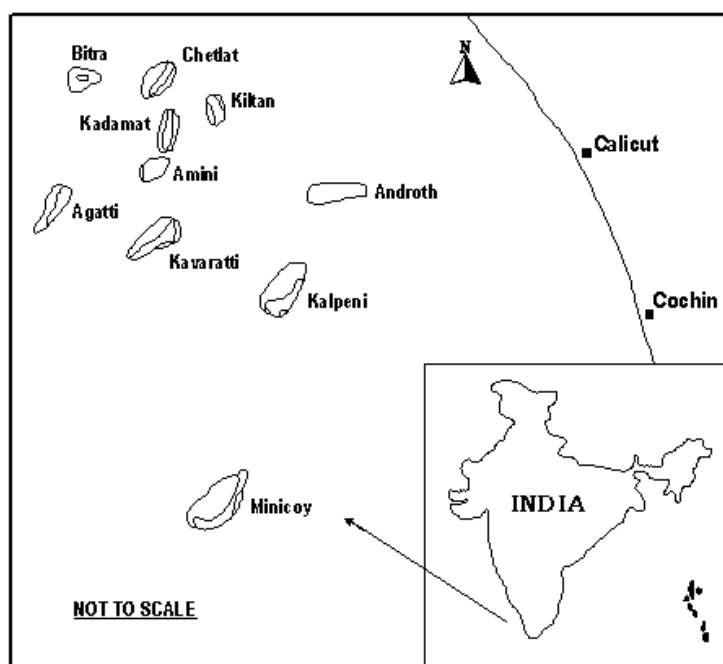 N
Bitra
Chetlat
Kiltan
Kadamat
Calicut
Amini
Androth
Agatti
Kavaratti
Kalpeni
Cochin
INDIA
Minicoy
NOT TO SCALE